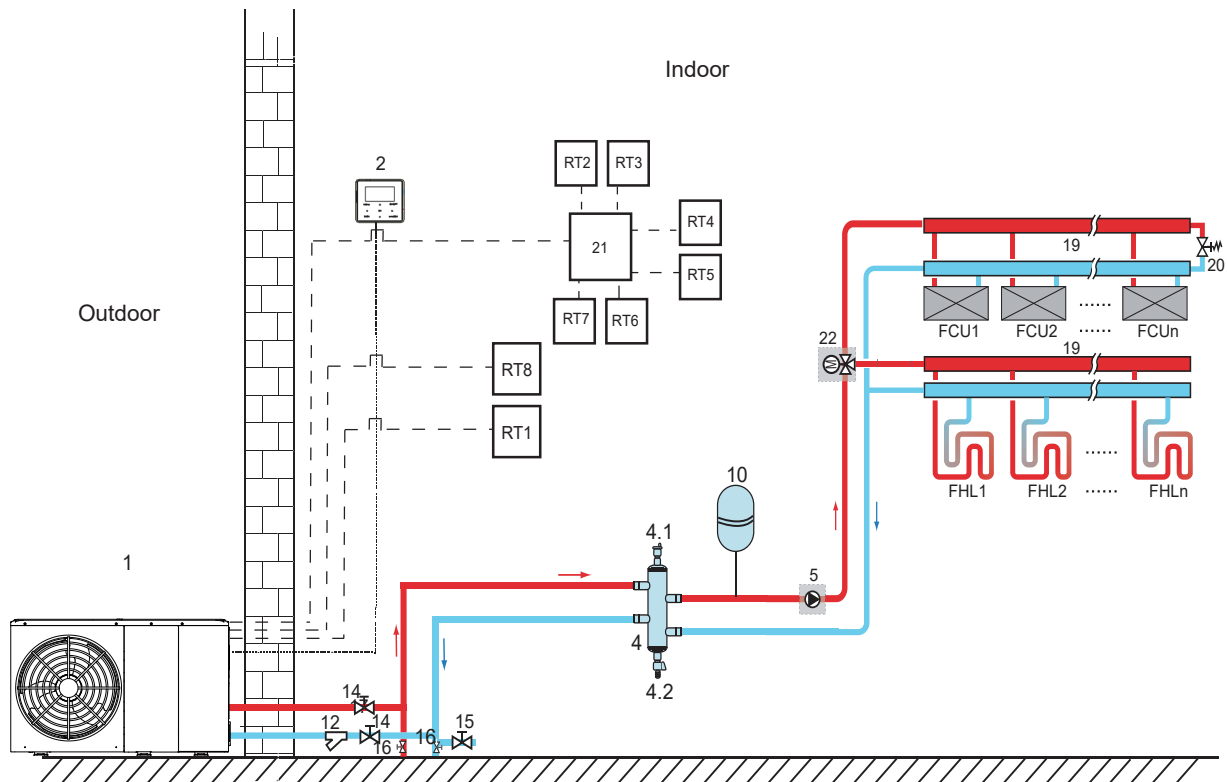 Indoor
Outdoor
2
RT2
RT3
21
RT4
RT5
RT7
RT6
RT8
RT1
19
20
FCU1
FCU2
......
......
FCUn
22
19
......
......
FHL1
FHL2
FHLn
10
4.1
5
4
4.2
1
14
12
14
16
16
15